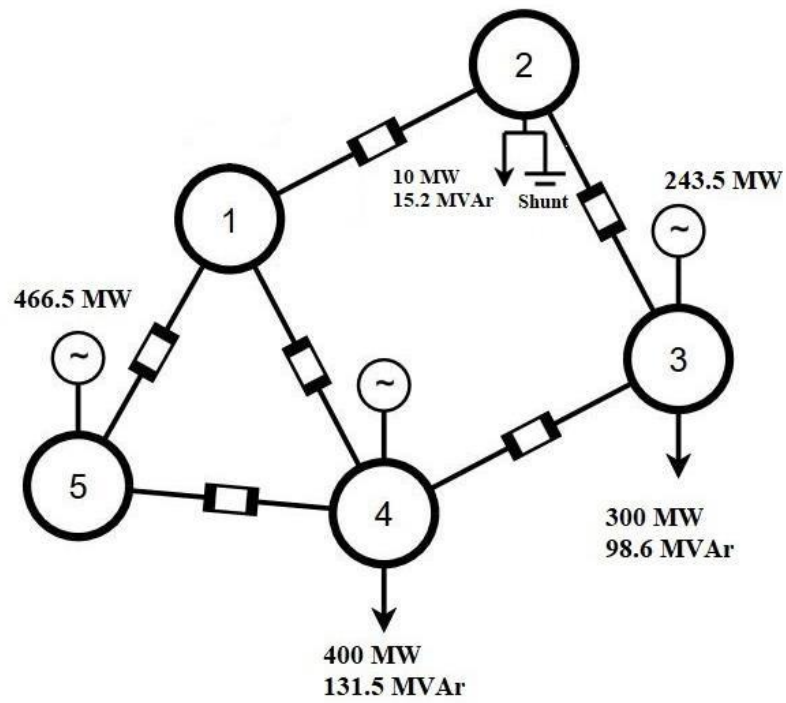 2
10 MW
15.2 MVAr
Shunt
243.5 MW
~
1
466.5 MW
~
~
3
5
4
300 MW
98.6 MVAr
400 MW
131.5 MVAr